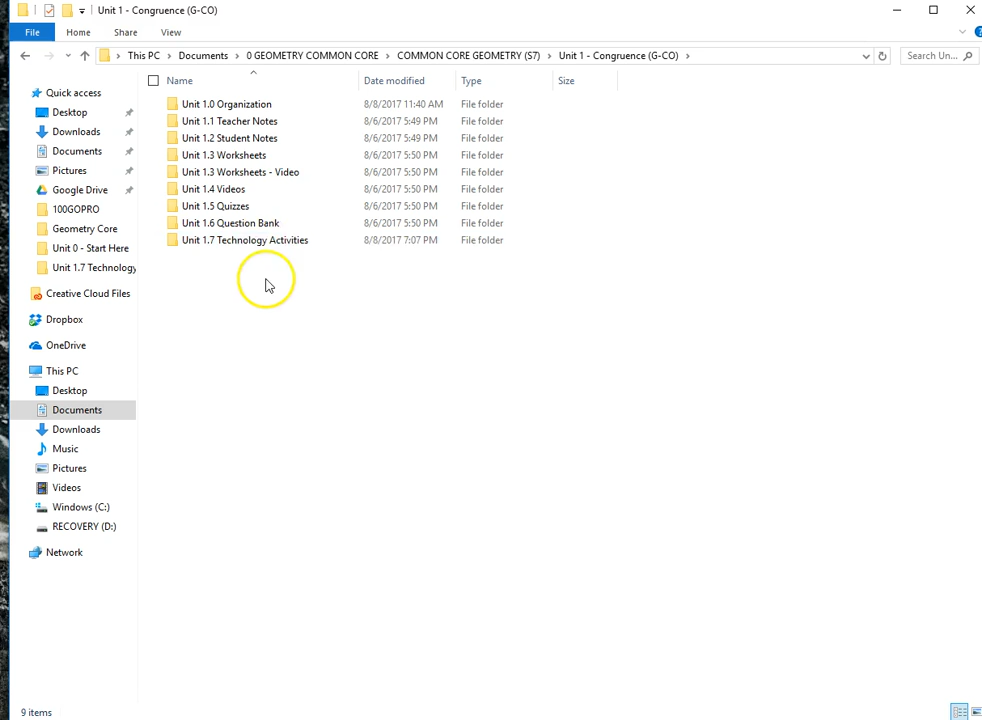 Unit 1 - Congruence (G-CO)
File Home Share View
This PC Documents 0 GEOMETRY COMMON CORE COMMON CORE GEOMETRY (S7) Unit 1 - Congruence (G-CO) Search Un...
Name Date modified Type Size
Quick access
Desktop
Downloads
Documents
Pictures
Google Drive
100GOPRO
Geometry Core
Unit 0 - Start Here
Unit 1.7 Technology
Creative Cloud Files
Dropbox
OneDrive
This PC
Desktop
Documents
Downloads
Music
Pictures
Videos
Windows (C:)
RECOVERY (D:)
Network
Unit 1.0 Organization 8/8/2017 11:40 AM File folder
Unit 1.1 Teacher Notes 8/6/2017 5:49 PM File folder
Unit 1.2 Student Notes 8/6/2017 5:49 PM File folder
Unit 1.3 Worksheets 8/6/2017 5:50 PM File folder
Unit 1.3 Worksheets - Video 8/6/2017 5:50 PM File folder
Unit 1.4 Videos 8/6/2017 5:50 PM File folder
Unit 1.5 Quizzes 8/6/2017 5:50 PM File folder
Unit 1.6 Question Bank 8/6/2017 5:50 PM File folder
Unit 1.7 Technology Activities 8/8/2017 7:07 PM File folder
9 items